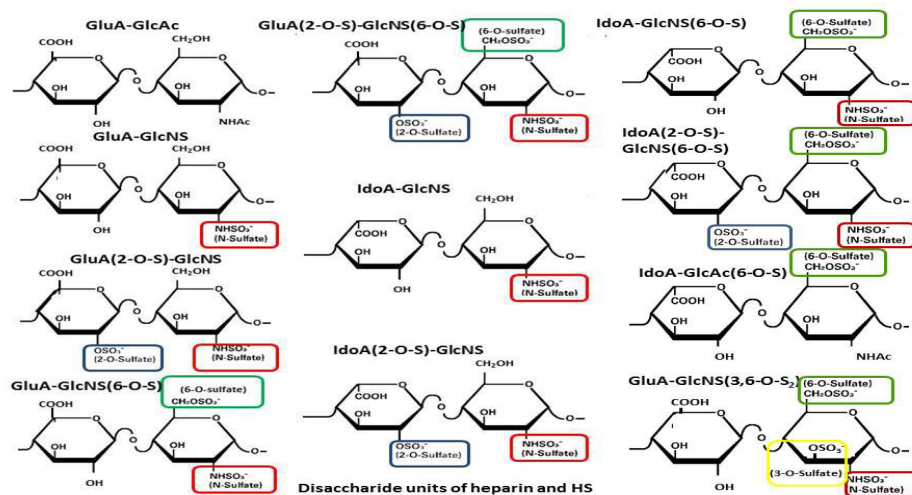 GluA-GlcAc
COOH
CH₂OH
O
O
O
O-
OH
OH
OH
NHAc
GluA-GlcNS
COOH
CH₂OH
O
O
O
O-
OH
OH
OH
NHSO₃⁻
(N-Sulfate)
GluA(2-O-S)-GlcNS
COOH
CH₂OH
O
O
O
O-
OH
OH
OSO₃⁻
(2-O-Sulfate)
NHSO₃⁻
(N-Sulfate)
GluA-GlcNS(6-O-S)
(6-O-sulfate)
CH₂OSO₃⁻
COOH
O
O
O
O-
OH
OH
OH
NHSO₃⁻
(N-Sulfate)
GluA(2-O-S)-GlcNS(6-O-S)
(6-O-sulfate)
CH₂OSO₃⁻
COOH
O
O
O
O-
OH
OH
OSO₃⁻
(2-O-Sulfate)
NHSO₃⁻
(N-Sulfate)
IdoA-GlcNS
CH₂OH
COOH
O
O
O
O-
OH
OH
OH
NHSO₃⁻
(N-Sulfate)
IdoA(2-O-S)-GlcNS
CH₂OH
COOH
O
O
O
O-
OH
OH
OSO₃⁻
(2-O-Sulfate)
NHSO₃⁻
(N-Sulfate)
IdoA-GlcNS(6-O-S)
(6-O-Sulfate)
CH₂OSO₃⁻
COOH
O
O
O
O-
OH
OH
OH
NHSO₃⁻
(N-Sulfate)
IdoA(2-O-S)-
GlcNS(6-O-S)
(6-O-Sulfate)
CH₂OSO₃⁻
COOH
O
O
O
O-
OH
OH
OSO₃⁻
(2-O-Sulfate)
NHSO₃⁻
(N-Sulfate)
IdoA-GlcAc(6-O-S)
(6-O-Sulfate)
CH₂OSO₃⁻
COOH
O
O
O
O-
OH
OH
OH
NHAc
GluA-GlcNS(3,6-O-S₂)
(6-O-Sulfate)
CH₂OSO₃⁻
COOH
O
O
O
O-
OH
OSO₃⁻
(3-O-Sulfate)
OH
NHSO₃⁻
(N-Sulfate)
Disaccharide units of heparin and HS